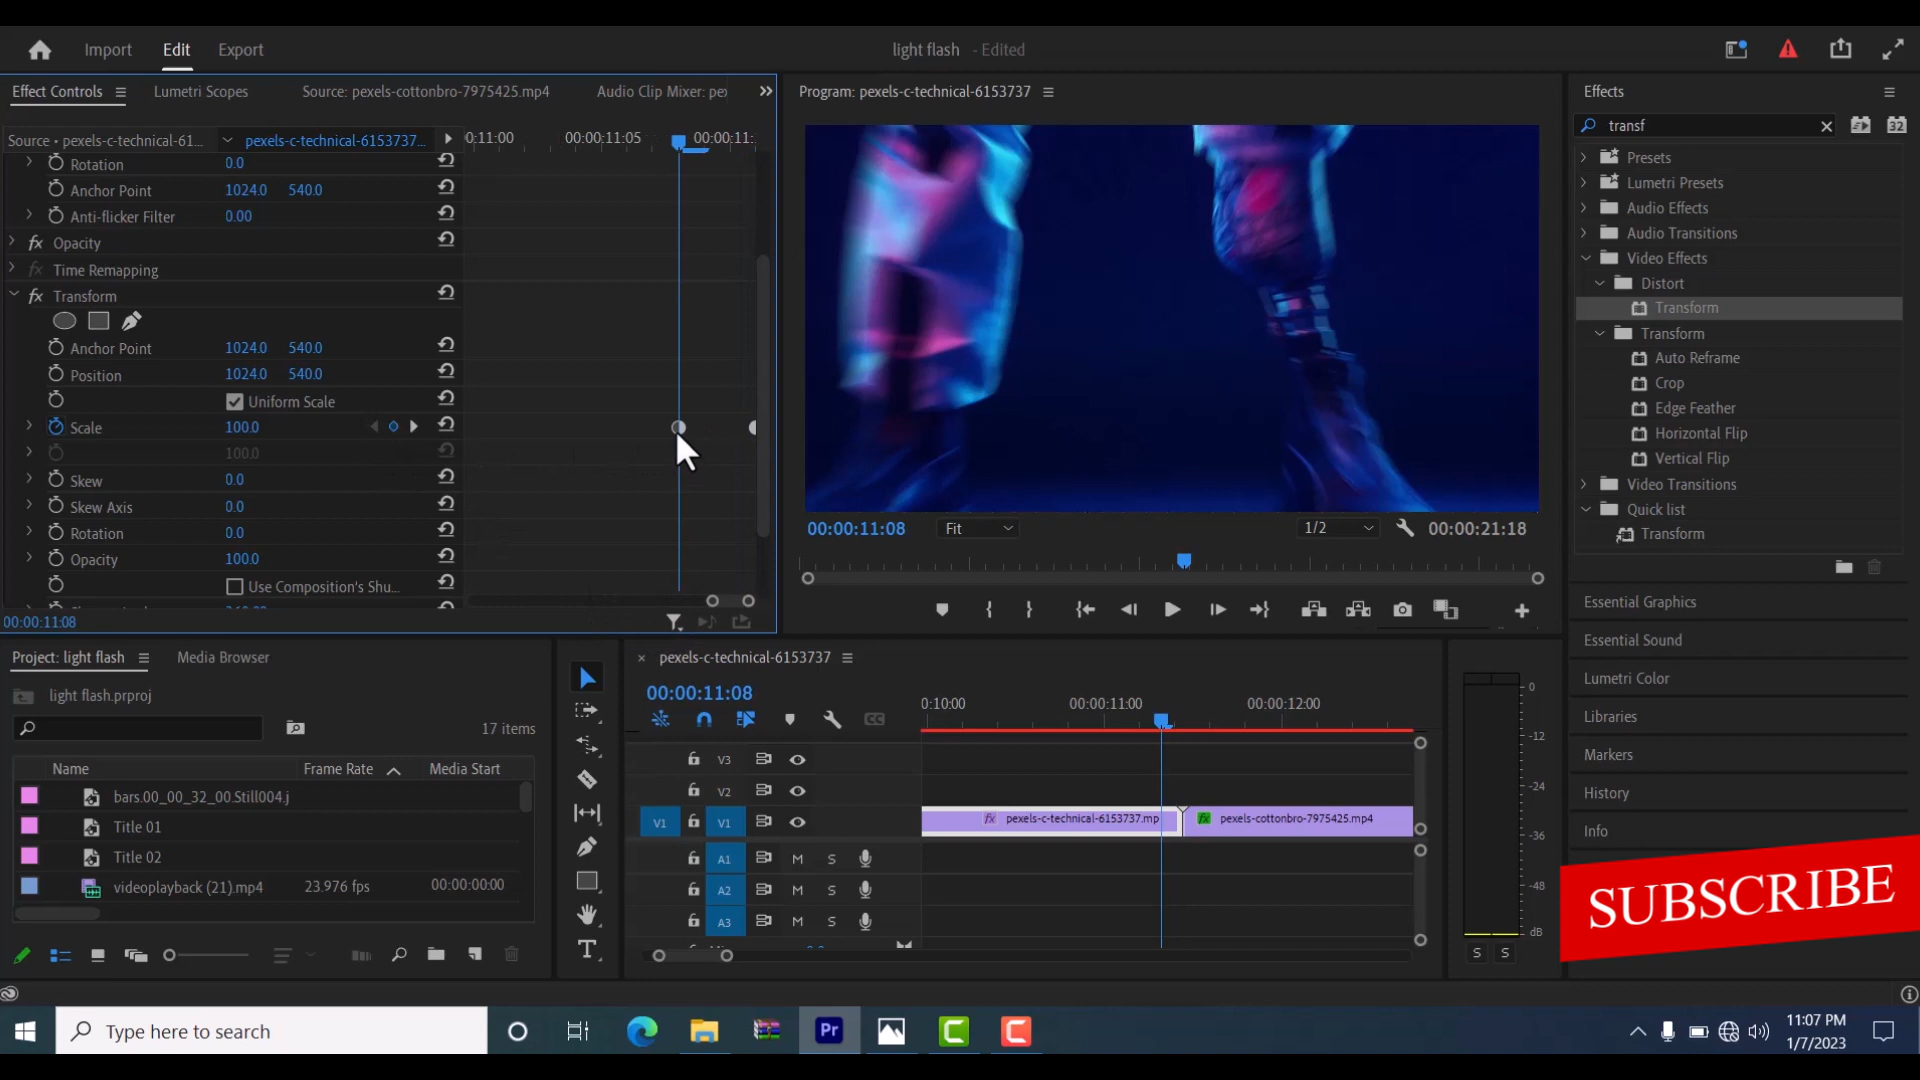 Import Edit Export
light flash - Edited
Effect Controls Lumetri Scopes Source: pexels-cottonbro-7975425.mp4 Audio Clip Mixer: pex
Program: pexels-c-technical-6153737
Effects
Source • pexels-c-technical-61... pexels-c-technical-6153737...
0:11:00 00:00:11:05 00:00:11:
transf
32
Rotation 0.0
Anchor Point 1024.0 540.0
Anti-flicker Filter 0.00
fx Opacity
fx Time Remapping
fx Transform
Anchor Point 1024.0 540.0
Position 1024.0 540.0
Uniform Scale
Scale 100.0
100.0
Skew 0.0
Skew Axis 0.0
Rotation 0.0
Opacity 100.0
Use Composition's Shu...
00:00:11:08
00:00:11:08 Fit 1/2 00:00:21:18
Presets
Lumetri Presets
Audio Effects
Audio Transitions
Video Effects
Distort
Transform
Transform
Auto Reframe
Crop
Edge Feather
Horizontal Flip
Vertical Flip
Video Transitions
Quick list
Transform
Essential Graphics
Essential Sound
Lumetri Color
Libraries
Markers
History
Info
Project: light flash Media Browser
light flash.prproj
17 items
Name Frame Rate Media Start
bars.00_00_32_00.Still004.j
Title 01
Title 02
videoplayback (21).mp4 23.976 fps 00:00:00:00
× pexels-c-technical-6153737
00:00:11:08
0:10:00 00:00:11:00 00:00:12:00
CC
V3
V2
V1 V1
fx pexels-c-technical-6153737.mp fx pexels-cottonbro-7975425.mp4
A1 M S
A2 M S
A3 M S
0
-12
-24
-36
-48
dB
S S
SUBSCRIBE
Type here to search
Pr
11:07 PM
1/7/2023